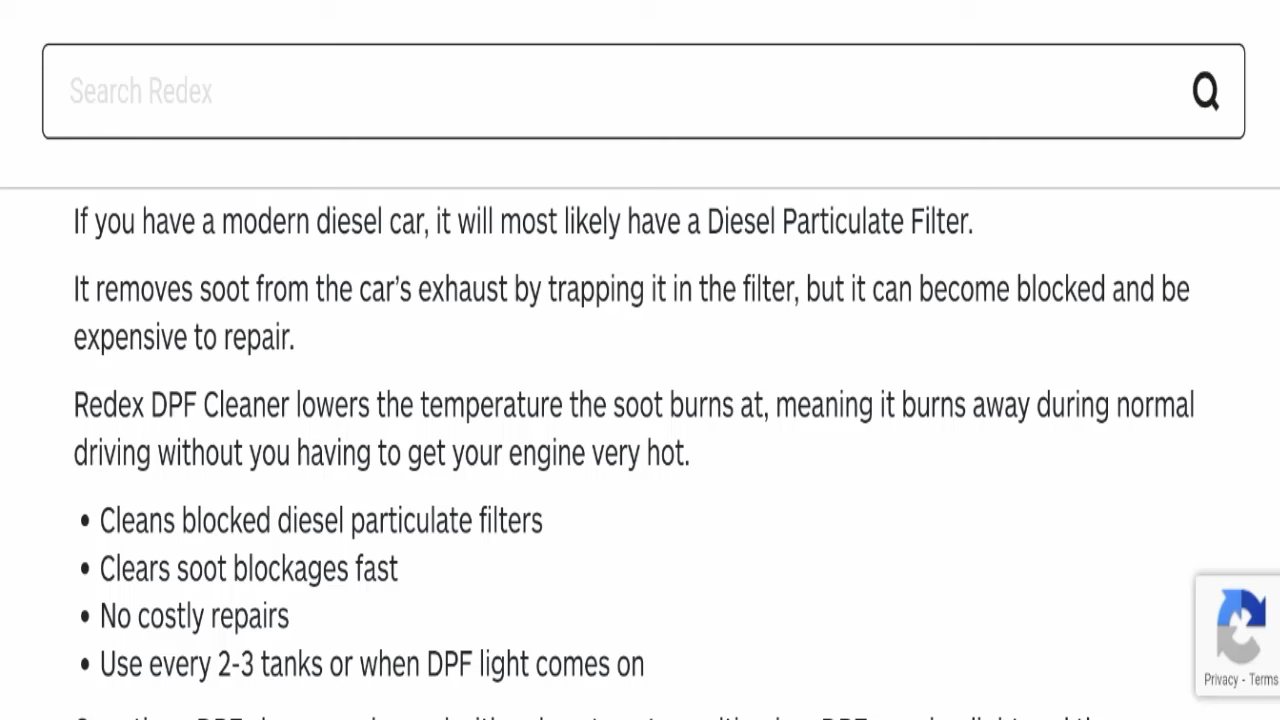 Search Redex
If you have a modern diesel car, it will most likely have a Diesel Particulate Filter.
It removes soot from the car’s exhaust by trapping it in the filter, but it can become blocked and be
expensive to repair.
Redex DPF Cleaner lowers the temperature the soot burns at, meaning it burns away during normal
driving without you having to get your engine very hot.
• Cleans blocked diesel particulate filters
• Clears soot blockages fast
• No costly repairs
• Use every 2-3 tanks or when DPF light comes on
Privacy - Terms